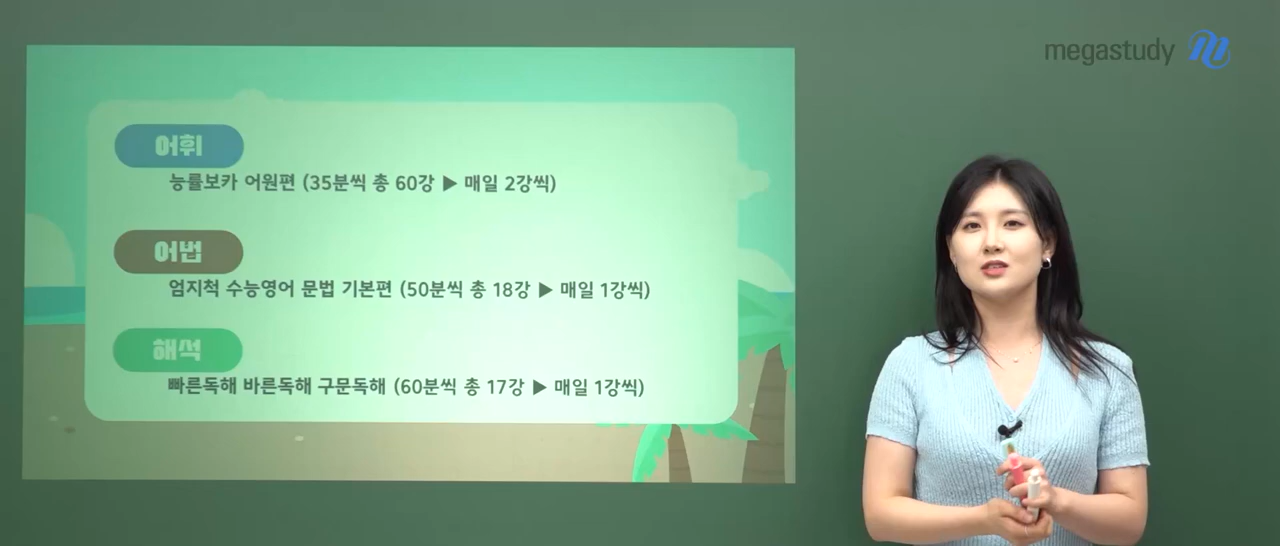 megastudy
어휘
능률보카 어원편 (35분씩 총 60강 ▶ 매일 2강씩)
어법
엄지척 수능영어 문법 기본편 (50분씩 총 18강 ▶ 매일 1강씩)
해석
빠른독해 바른독해 구문독해 (60분씩 총 17강 ▶ 매일 1강씩)